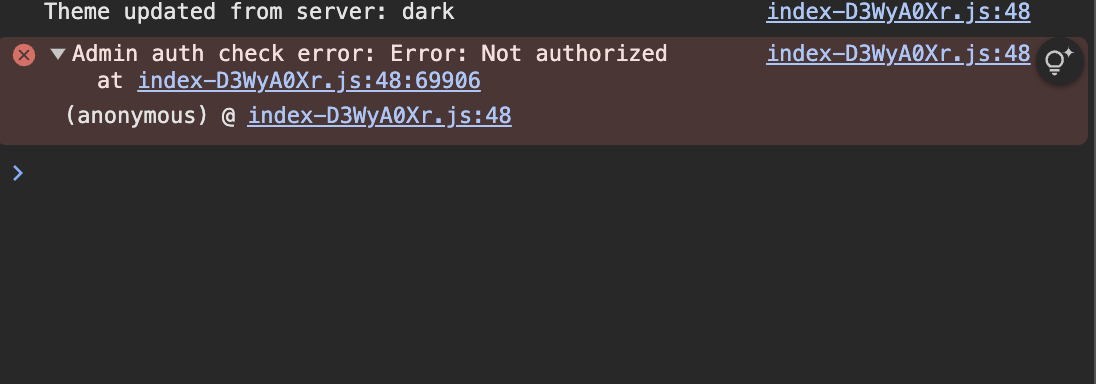 Theme updated from server: dark index-D3WyA0Xr.js:48
Admin auth check error: Error: Not authorized index-D3WyA0Xr.js:48
at index-D3WyA0Xr.js:48:69906
(anonymous) @ index-D3WyA0Xr.js:48